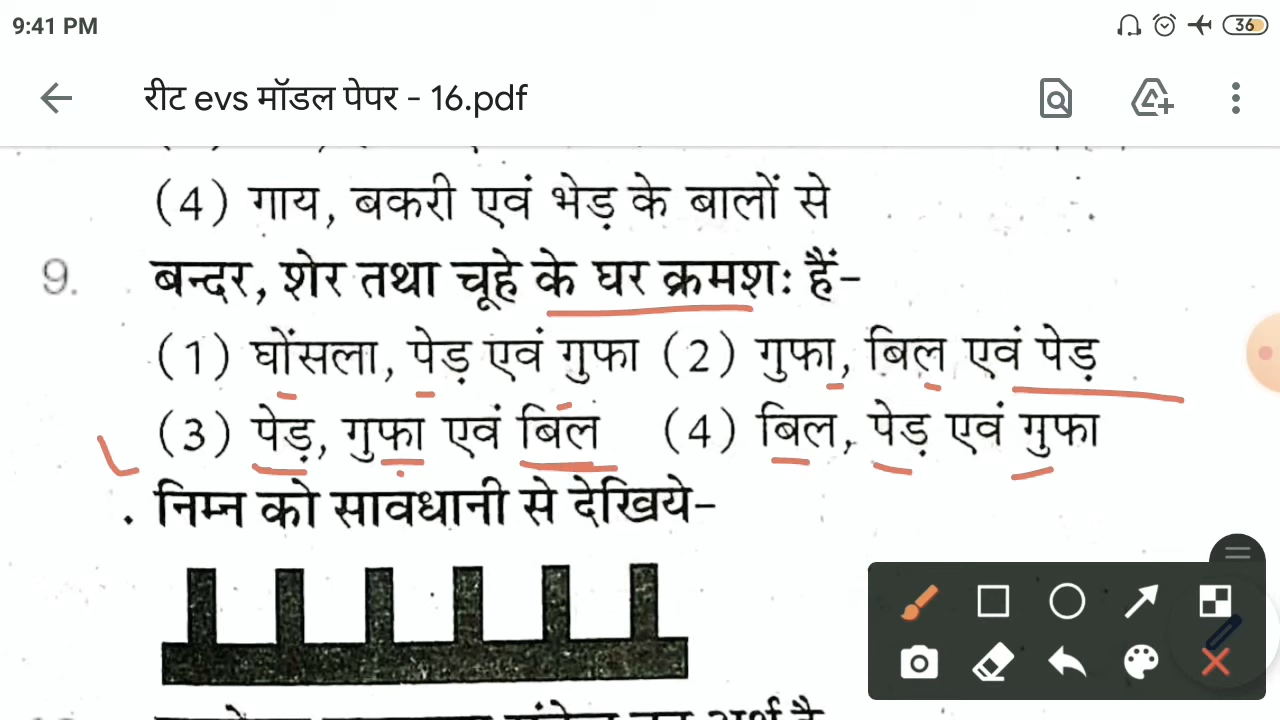 9:41 PM 36
रीट evs मॉडल पेपर - 16.pdf
(4) गाय, बकरी एवं भेड़ के बालों से
9. बन्दर, शेर तथा चूहे के घर क्रमशः हैं-
(1) घोंसला, पेड़ एवं गुफा (2) गुफा, बिल एवं पेड़
(3) पेड़, गुफा एवं बिल (4) बिल, पेड़ एवं गुफा
. निम्न को सावधानी से देखिये-